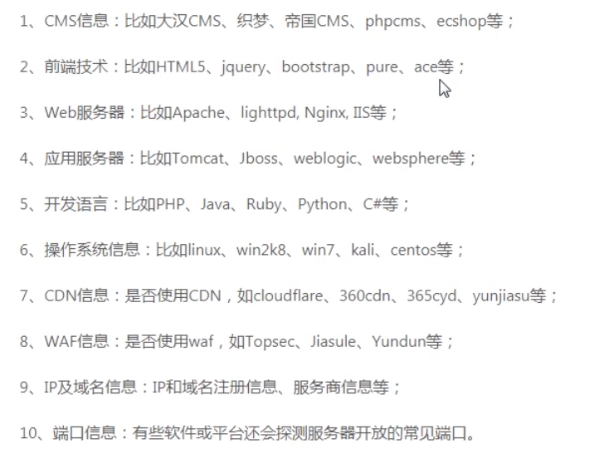 1、CMS信息：比如大汉CMS、织梦、帝国CMS、phpcms、ecshop等；
2、前端技术：比如HTML5、jquery、bootstrap、pure、ace等；
3、Web服务器：比如Apache、lighttpd, Nginx, IIS等；
4、应用服务器：比如Tomcat、Jboss、weblogic、websphere等；
5、开发语言：比如PHP、Java、Ruby、Python、C#等；
6、操作系统信息：比如linux、win2k8、win7、kali、centos等；
7、CDN信息：是否使用CDN，如cloudflare、360cdn、365cyd、yunjiasu等；
8、WAF信息：是否使用waf，如Topsec、Jiasule、Yundun等；
9、IP及域名信息：IP和域名注册信息、服务商信息等；
10、端口信息：有些软件或平台还会探测服务器开放的常见端口。